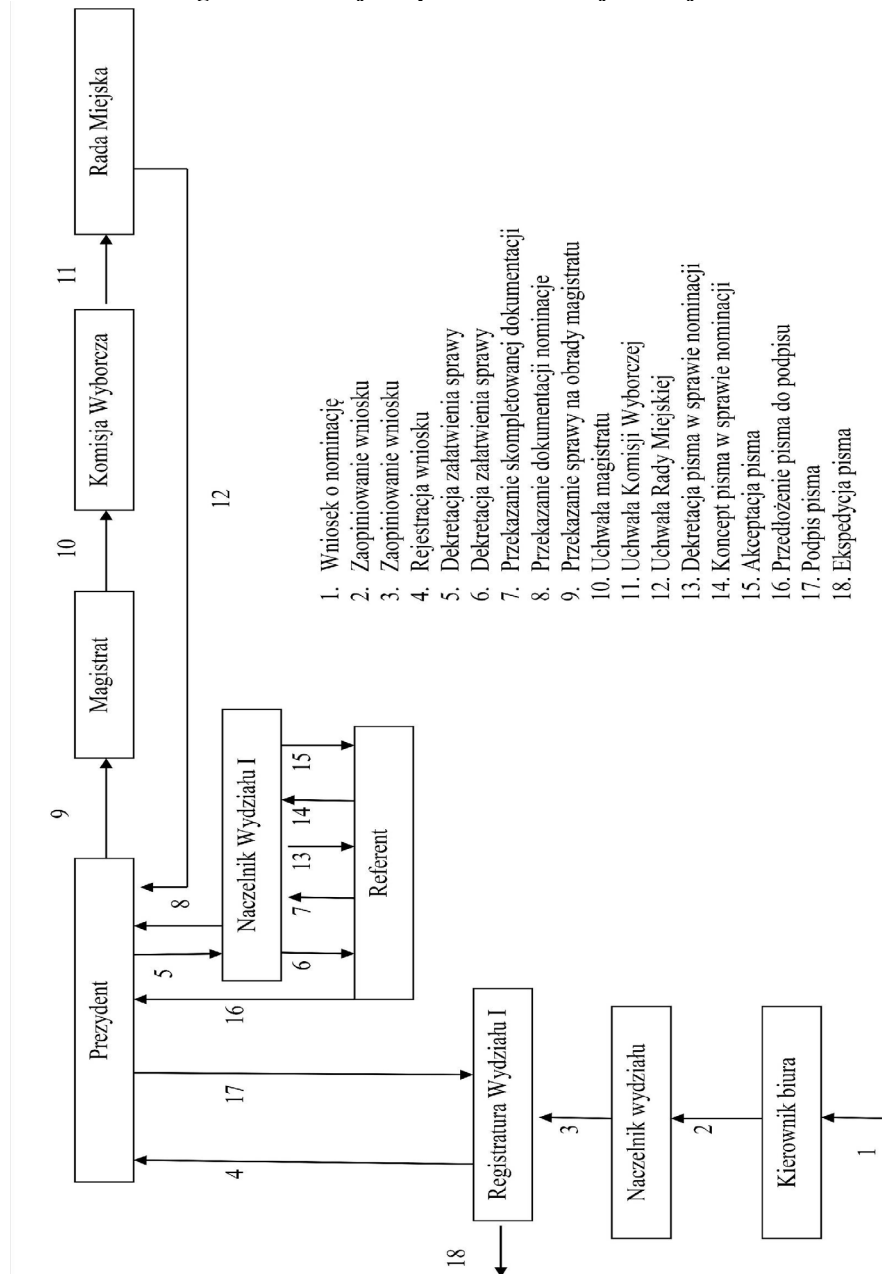 9
10
11
Prezydent
Magistrat
Komisja Wyborcza
Rada Miejska
5
8
12
4
17
16
Naczelnik Wydziału I
6
7
13
14
15
Referent
18
Registratura Wydziału I
3
Naczelnik wydziału
2
Kierownik biura
1
1. Wniosek o nominację
2. Zaopiniowanie wniosku
3. Zaopiniowanie wniosku
4. Rejestracja wniosku
5. Dekretacja załatwienia sprawy
6. Dekretacja załatwienia sprawy
7. Przekazanie skompletowanej dokumentacji
8. Przekazanie dokumentacji nominacje
9. Przekazanie sprawy na obrady magistratu
10. Uchwała magistratu
11. Uchwała Komisji Wyborczej
12. Uchwała Rady Miejskiej
13. Dekretacja pisma w sprawie nominacji
14. Koncept pisma w sprawie nominacji
15. Akceptacja pisma
16. Przedłożenie pisma do podpisu
17. Podpis pisma
18. Ekspedycja pisma